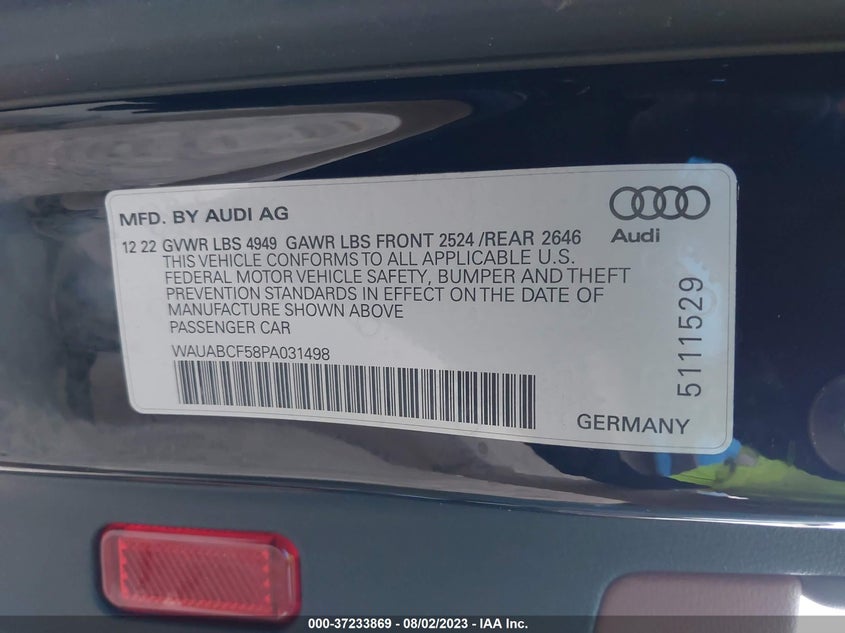 MFD. BY AUDI AG
Audi
12 22 GVWR LBS 4949 GAWR LBS FRONT 2524 /REAR 2646
THIS VEHICLE CONFORMS TO ALL APPLICABLE U.S.
FEDERAL MOTOR VEHICLE SAFETY, BUMPER AND THEFT
PREVENTION STANDARDS IN EFFECT ON THE DATE OF
MANUFACTURE SHOWN ABOVE
PASSENGER CAR
WAUABCF58PA031498
5111529
GERMANY
000-37233869 - 08/02/2023 - IAA Inc.